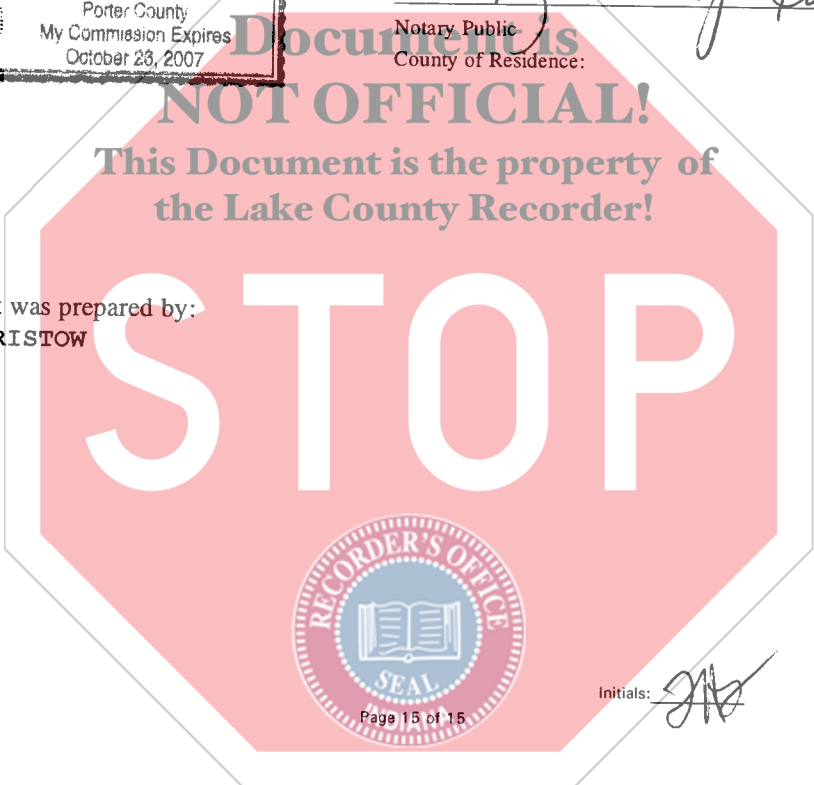 Porter County
My Commission Expires
October 23, 2007
Notary Public
County of Residence:
Document is
NOT OFFICIAL!
This Document is the property of
the Lake County Recorder!
was prepared by:
RISTOW
STOP
RECORDER'S OFFICE
SEAL
INDIANA
Page 15 of 15
Initials: